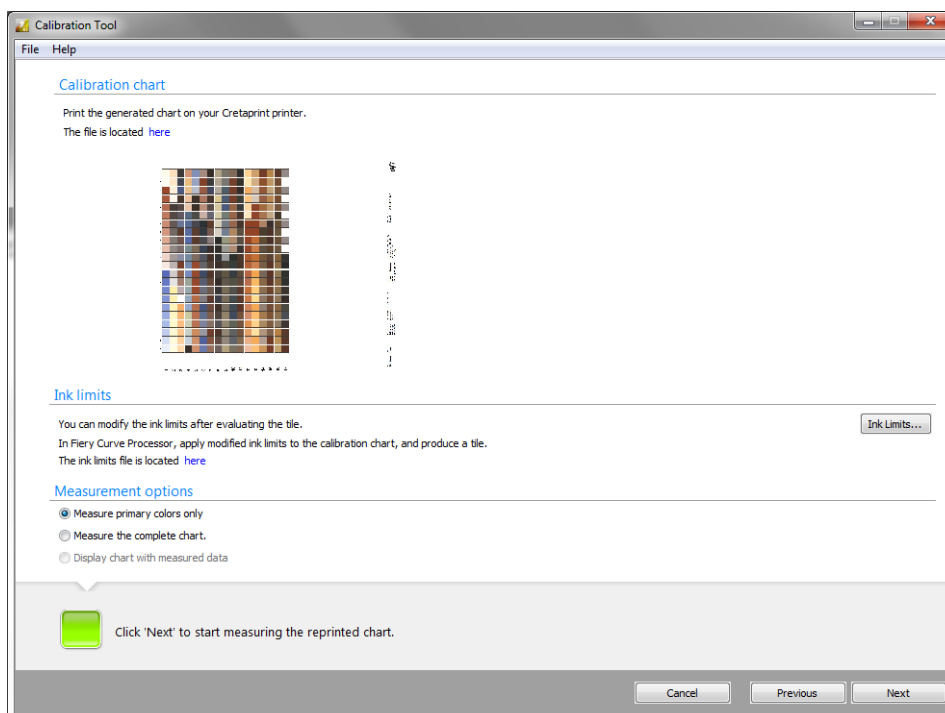 Calibration Tool
File Help
Calibration chart
Print the generated chart on your Cretaprint printer.
The file is located here
Ink limits
You can modify the ink limits after evaluating the tile.
Ink Limits...
In Fiery Curve Processor, apply modified ink limits to the calibration chart, and produce a tile.
The ink limits file is located here
Measurement options
Measure primary colors only
Measure the complete chart.
Display chart with measured data
Click 'Next' to start measuring the reprinted chart.
Cancel Previous Next